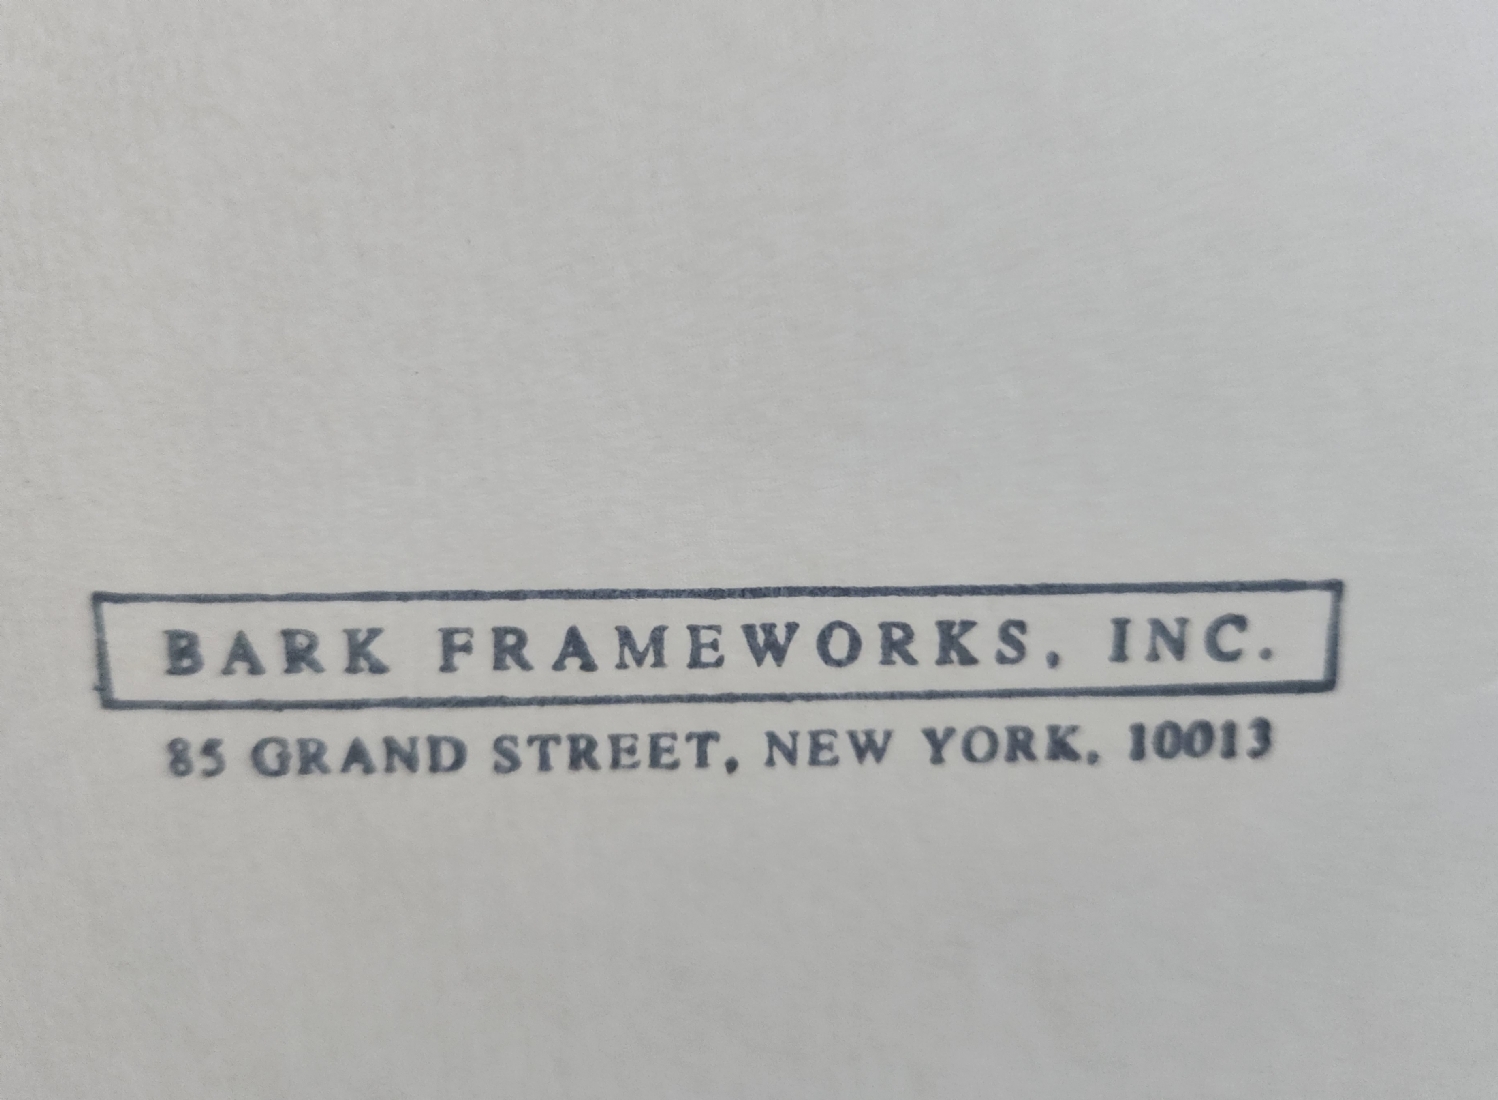 BARK FRAMEWORKS, INC.
85 GRAND STREET, NEW YORK, 10013